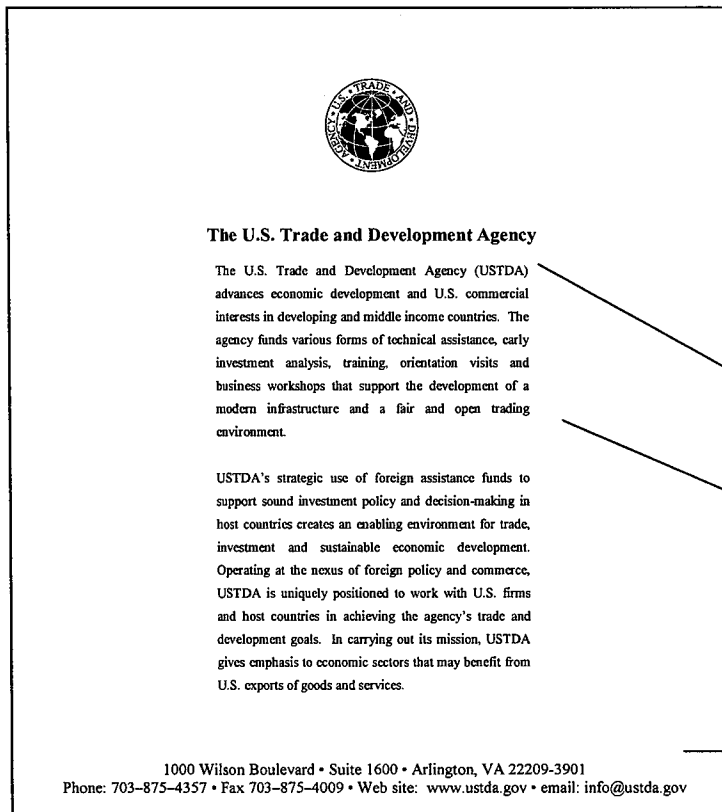 U.S. • TRADE • AND • DEVELOPMENT • AGENCY •
The U.S. Trade and Development Agency
The U.S. Trade and Development Agency (USTDA)
advances economic development and U.S. commercial
interests in developing and middle income countries. The
agency funds various forms of technical assistance, early
investment analysis, training, orientation visits and
business workshops that support the development of a
modern infrastructure and a fair and open trading
environment.
USTDA's strategic use of foreign assistance funds to
support sound investment policy and decision-making in
host countries creates an enabling environment for trade,
investment and sustainable economic development.
Operating at the nexus of foreign policy and commerce,
USTDA is uniquely positioned to work with U.S. firms
and host countries in achieving the agency's trade and
development goals. In carrying out its mission, USTDA
gives emphasis to economic sectors that may benefit from
U.S. exports of goods and services.
1000 Wilson Boulevard • Suite 1600 • Arlington, VA 22209-3901
Phone: 703–875–4357 • Fax 703–875–4009 • Web site: www.ustda.gov • email: info@ustda.gov